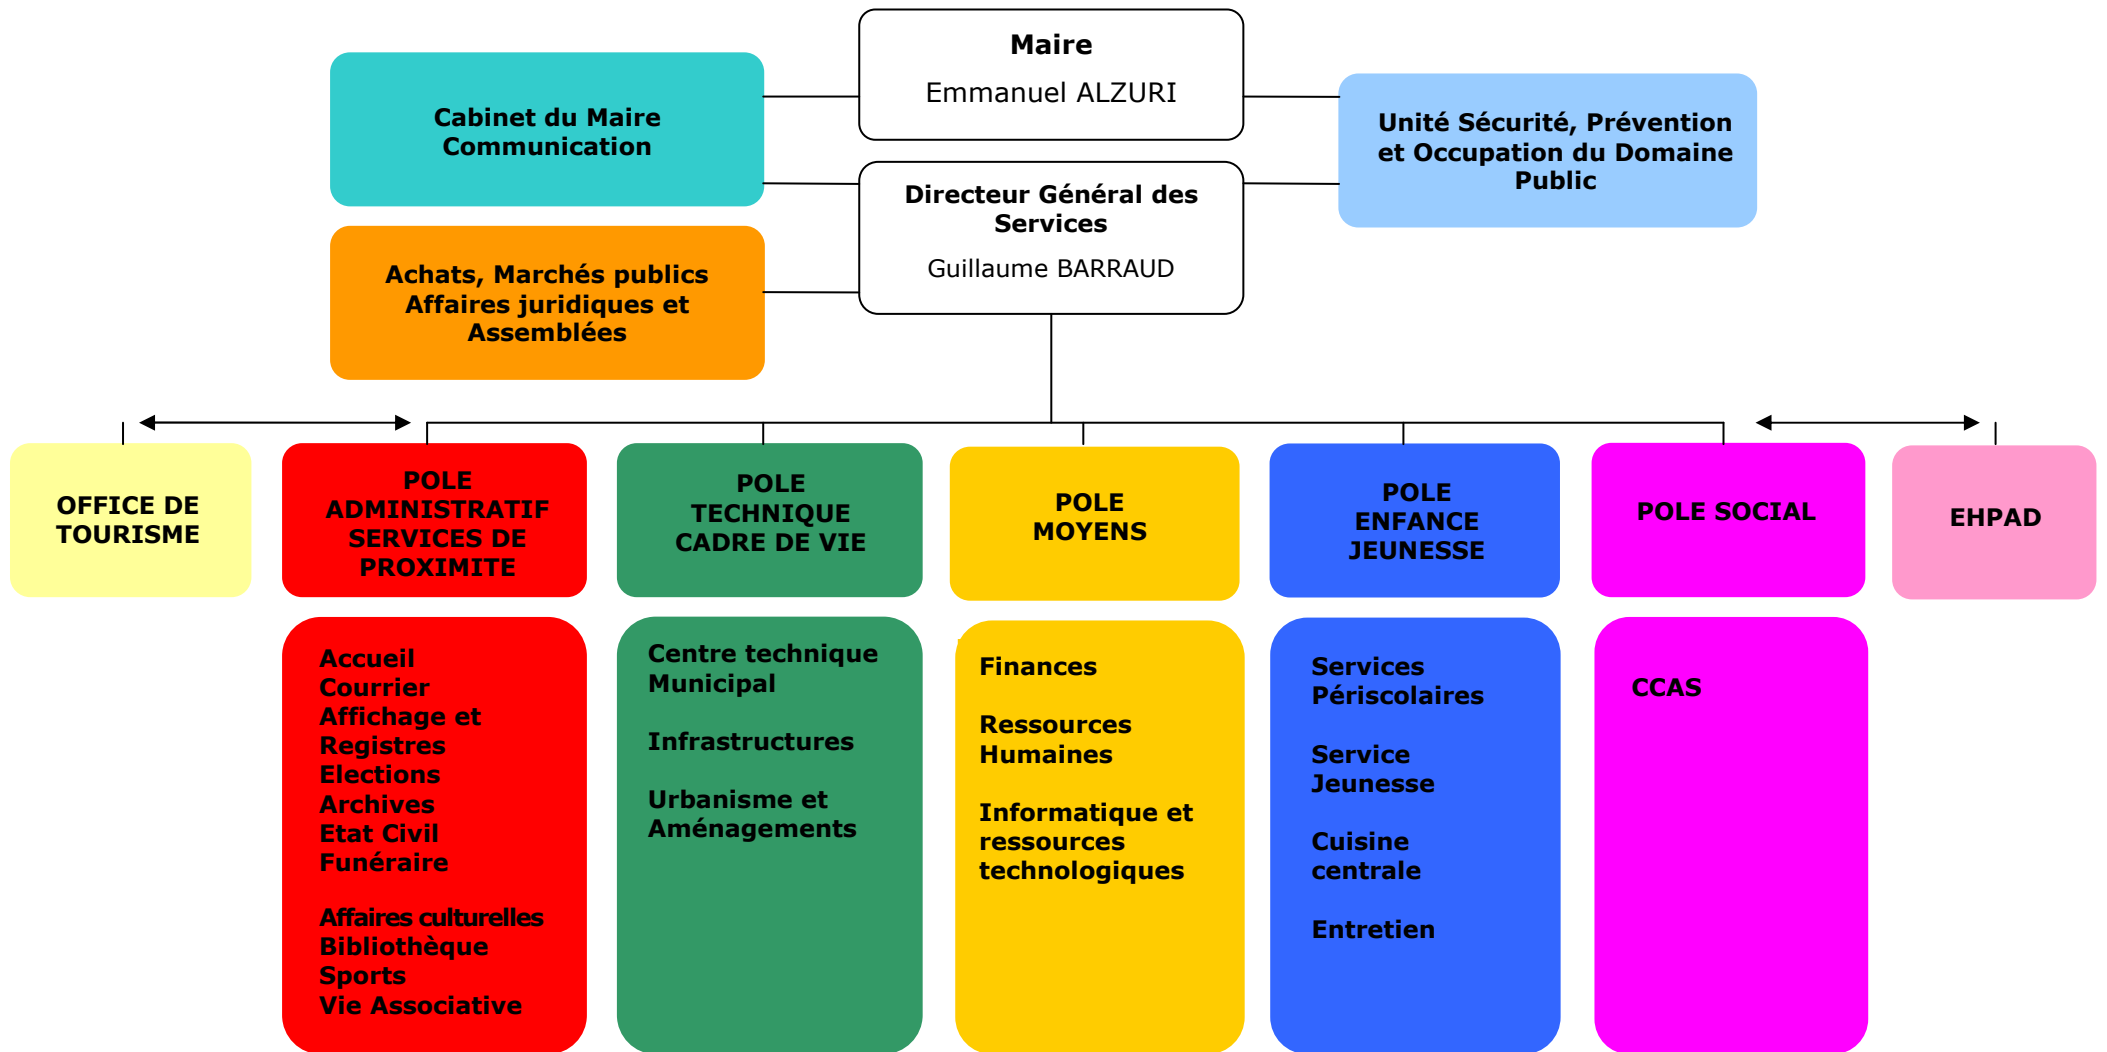 Maire
Emmanuel ALZURI
Cabinet du Maire
Communication
Unité Sécurité, Prévention
et Occupation du Domaine
Public
Directeur Général des
Services
Guillaume BARRAUD
Achats, Marchés publics
Affaires juridiques et
Assemblées
OFFICE DE
TOURISME
POLE
ADMINISTRATIF
SERVICES DE
PROXIMITE
POLE
TECHNIQUE
CADRE DE VIE
POLE
MOYENS
POLE
ENFANCE
JEUNESSE
POLE SOCIAL
EHPAD
Accueil
Courrier
Affichage et
Registres
Elections
Archives
Etat Civil
Funéraire
Affaires culturelles
Bibliothèque
Sports
Vie Associative
Centre technique
Municipal
Infrastructures
Urbanisme et
Aménagements
Finances
Ressources
Humaines
Informatique et
ressources
technologiques
Services
Périscolaires
Service
Jeunesse
Cuisine
centrale
Entretien
CCAS